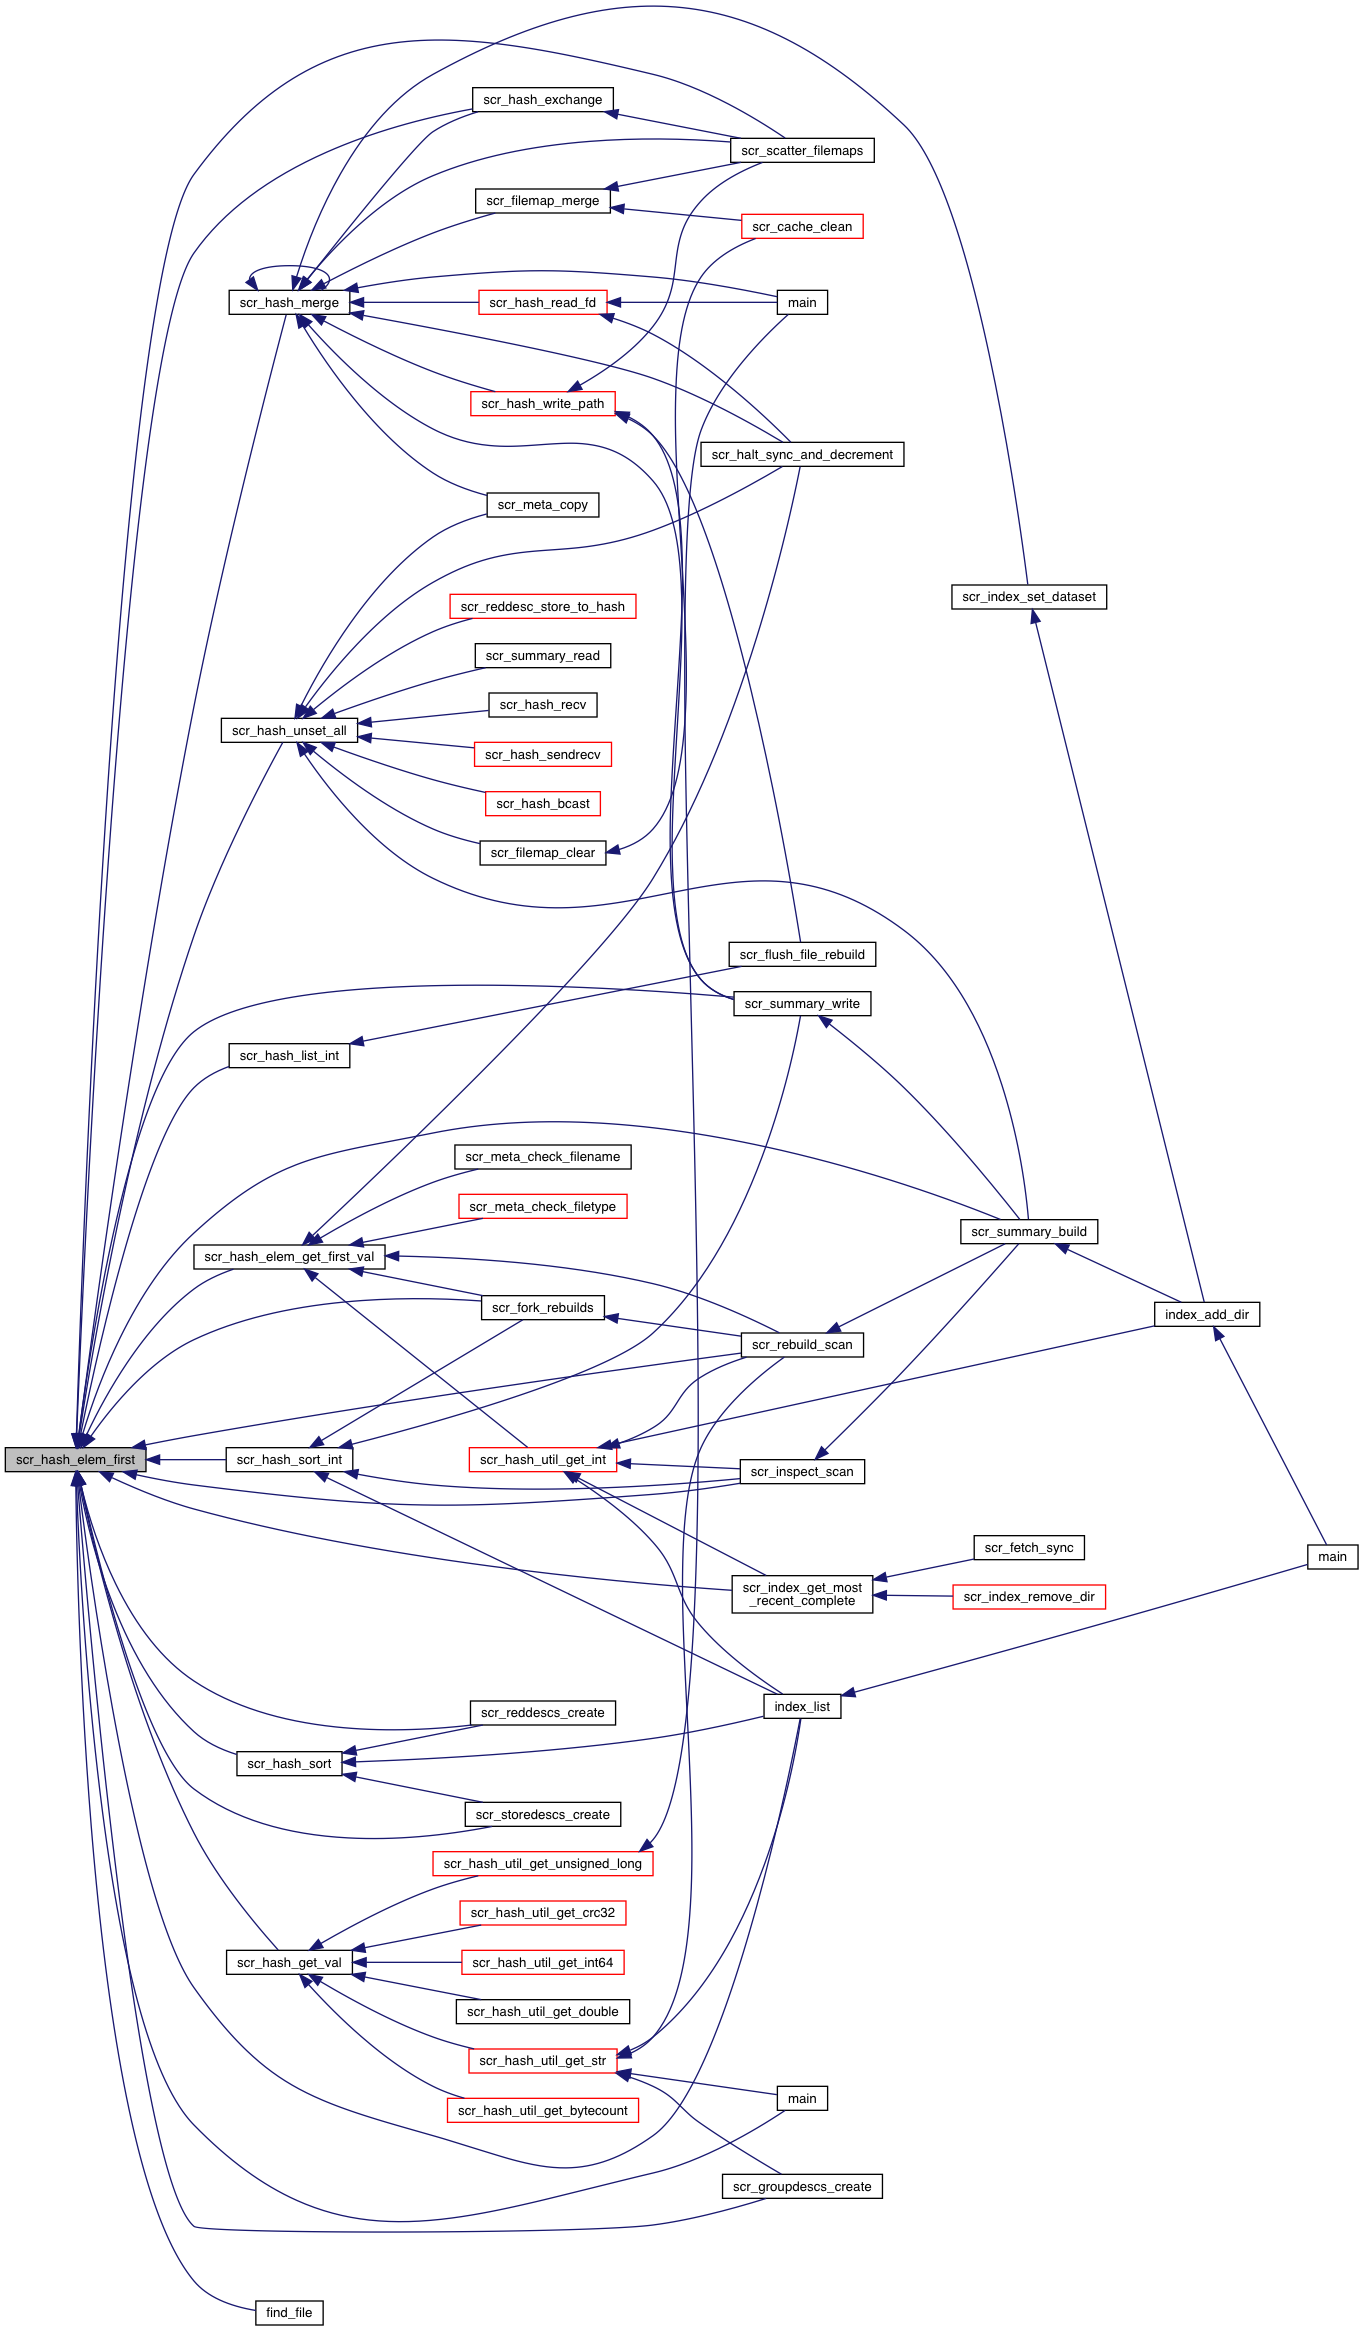 scr_hash_exchange
scr_scatter_filemaps
scr_filemap_merge
scr_cache_clean
scr_hash_merge
scr_hash_read_fd
main
scr_hash_write_path
scr_halt_sync_and_decrement
scr_meta_copy
scr_index_set_dataset
scr_reddesc_store_to_hash
scr_summary_read
scr_hash_recv
scr_hash_unset_all
scr_hash_sendrecv
scr_hash_bcast
scr_filemap_clear
scr_flush_file_rebuild
scr_summary_write
scr_hash_list_int
scr_meta_check_filename
scr_meta_check_filetype
scr_summary_build
scr_hash_elem_get_first_val
scr_fork_rebuilds
index_add_dir
scr_rebuild_scan
scr_hash_elem_first
scr_hash_sort_int
scr_hash_util_get_int
scr_inspect_scan
scr_fetch_sync
main
scr_index_get_most
_recent_complete
scr_index_remove_dir
index_list
scr_reddescs_create
scr_hash_sort
scr_storedescs_create
scr_hash_util_get_unsigned_long
scr_hash_util_get_crc32
scr_hash_get_val
scr_hash_util_get_int64
scr_hash_util_get_double
scr_hash_util_get_str
main
scr_hash_util_get_bytecount
scr_groupdescs_create
find_file